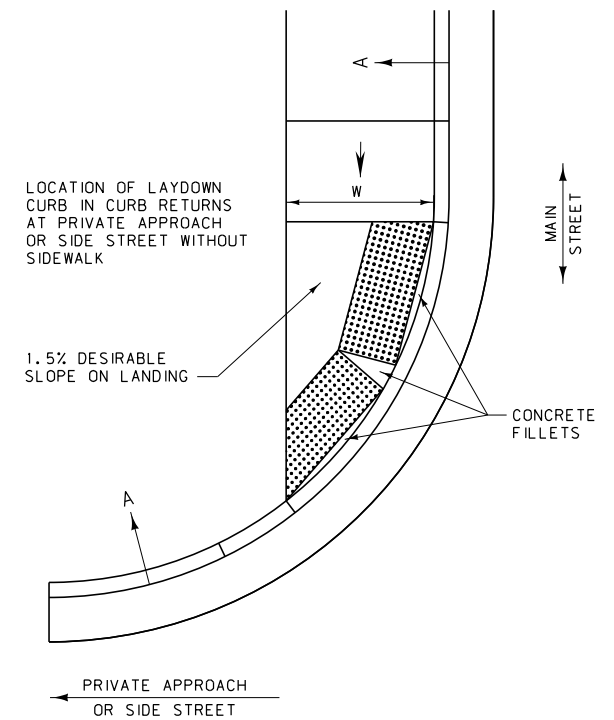 A
LOCATION OF LAYDOWN
CURB IN CURB RETURNS
AT PRIVATE APPROACH
OR SIDE STREET WITHOUT
SIDEWALK
W
MAIN
STREET
1.5% DESIRABLE
SLOPE ON LANDING
CONCRETE
FILLETS
A
PRIVATE APPROACH
OR SIDE STREET